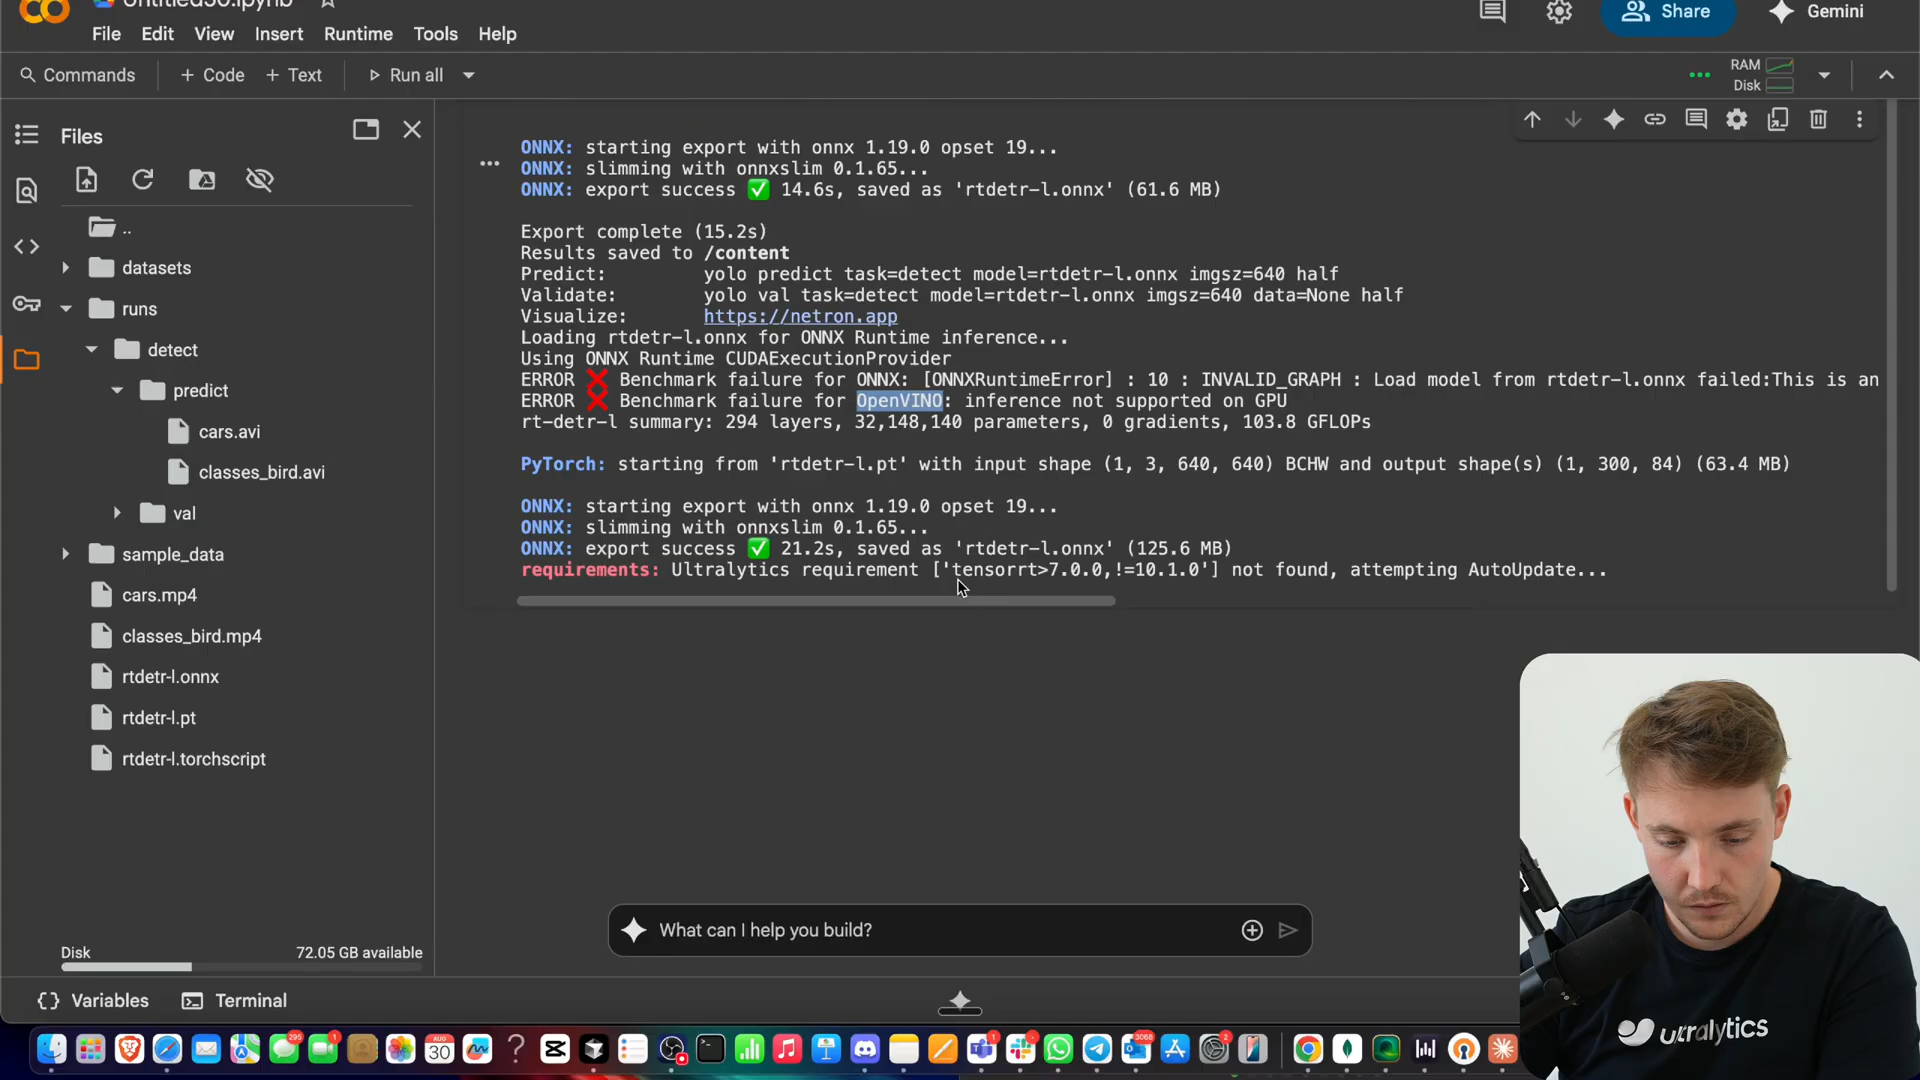 Untitled30.ipynb
Share
Gemini
File Edit View Insert Runtime Tools Help
Commands + Code + Text Run all
RAM
Disk
Files
..
datasets
runs
detect
predict
cars.avi
classes_bird.avi
val
sample_data
cars.mp4
classes_bird.mp4
rtdetr-l.onnx
rtdetr-l.pt
rtdetr-l.torchscript
Disk 72.05 GB available
ONNX: starting export with onnx 1.19.0 opset 19...
ONNX: slimming with onnxslim 0.1.65...
ONNX: export success ✅ 14.6s, saved as 'rtdetr-l.onnx' (61.6 MB)
Export complete (15.2s)
Results saved to /content
Predict: yolo predict task=detect model=rtdetr-l.onnx imgsz=640 half
Validate: yolo val task=detect model=rtdetr-l.onnx imgsz=640 data=None half
Visualize: https://netron.app
Loading rtdetr-l.onnx for ONNX Runtime inference...
Using ONNX Runtime CUDAExecutionProvider
ERROR ❌ Benchmark failure for ONNX: [ONNXRuntimeError] : 10 : INVALID_GRAPH : Load model from rtdetr-l.onnx failed:This is an
ERROR ❌ Benchmark failure for OpenVINO: inference not supported on GPU
rt-detr-l summary: 294 layers, 32,148,140 parameters, 0 gradients, 103.8 GFLOPs
PyTorch: starting from 'rtdetr-l.pt' with input shape (1, 3, 640, 640) BCHW and output shape(s) (1, 300, 84) (63.4 MB)
ONNX: starting export with onnx 1.19.0 opset 19...
ONNX: slimming with onnxslim 0.1.65...
ONNX: export success ✅ 21.2s, saved as 'rtdetr-l.onnx' (125.6 MB)
requirements: Ultralytics requirement ['tensorrt>7.0.0,!=10.1.0'] not found, attempting AutoUpdate...
What can I help you build?
{} Variables Terminal
ultralytics
295
1
AUG
30
1
2
3068